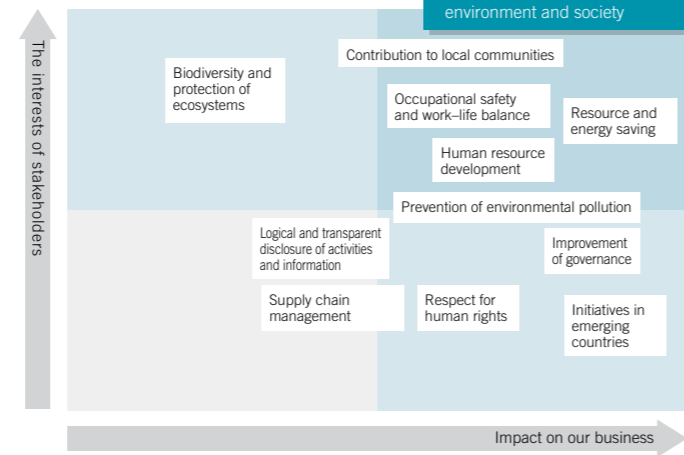 environment and society
The interests of stakeholders
Contribution to local communities
Biodiversity and
protection of
ecosystems
Occupational safety
and work–life balance
Resource and
energy saving
Human resource
development
Prevention of environmental pollution
Logical and transparent
disclosure of activities
and information
Improvement
of governance
Supply chain
management
Respect for
human rights
Initiatives in
emerging
countries
Impact on our business